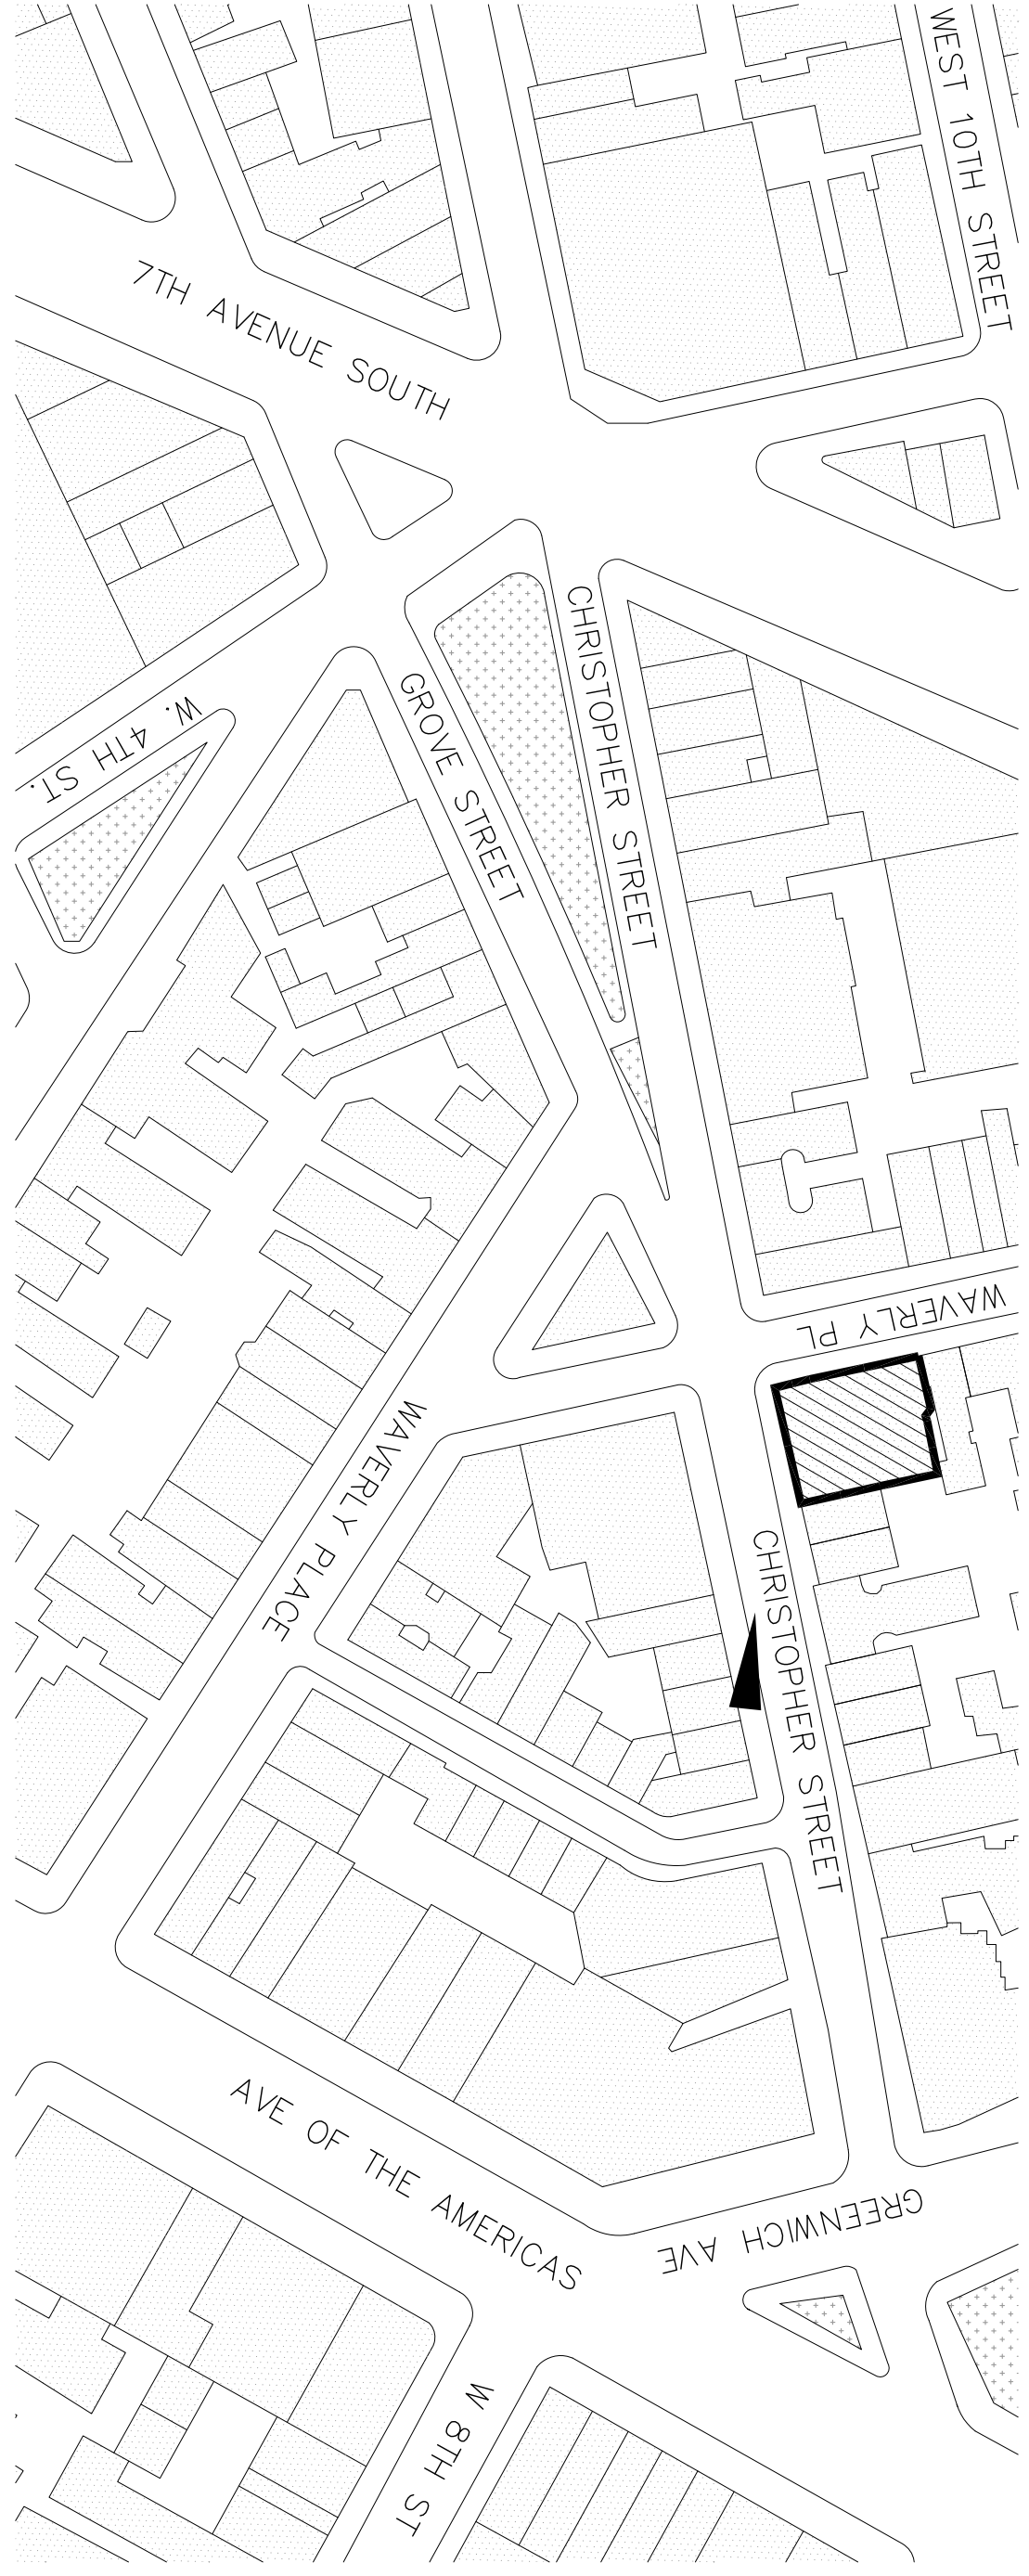 WEST 10TH STREET
7TH AVENUE SOUTH
CHRISTOPHER STREET
GROVE STREET
W. 4TH ST.
WAVERLY PL
WAVERLY PLACE
CHRISTOPHER STREET
AVE OF THE AMERICAS
GREENWICH AVE
W 8TH ST